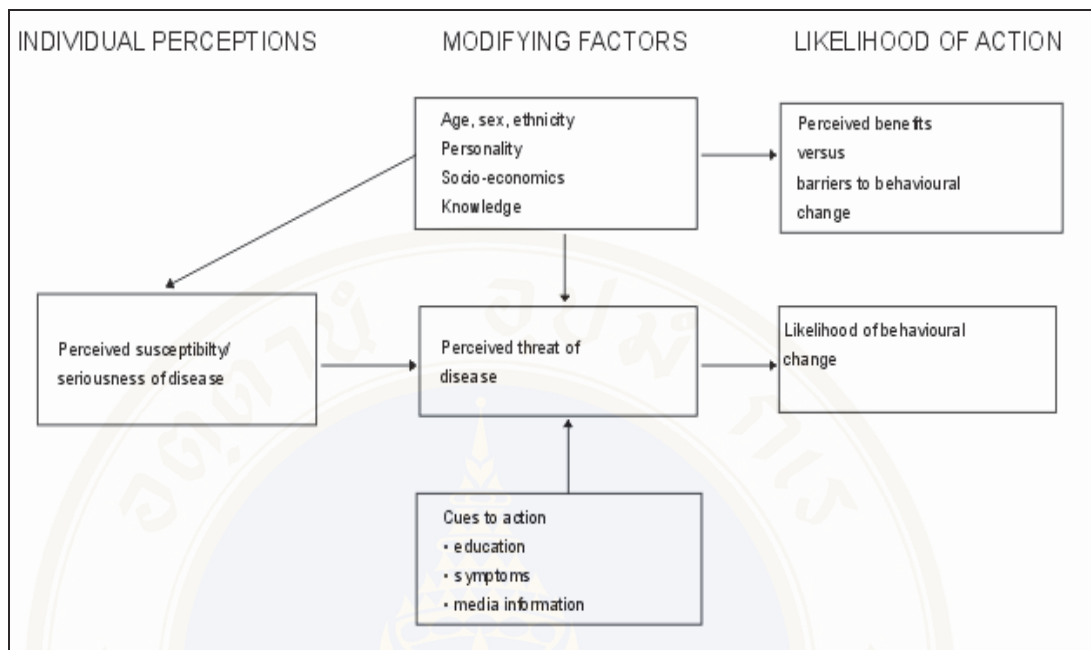 INDIVIDUAL PERCEPTIONS
MODIFYING FACTORS
LIKELIHOOD OF ACTION
Age, sex, ethnicity
Personality
Socio-economics
Knowledge
Perceived benefits
versus
barriers to behavioural
change
Perceived susceptibilty/
seriousness of disease
Perceived threat of
disease
Likelihood of behavioural
change
Cues to action
• education
• symptoms
• media information